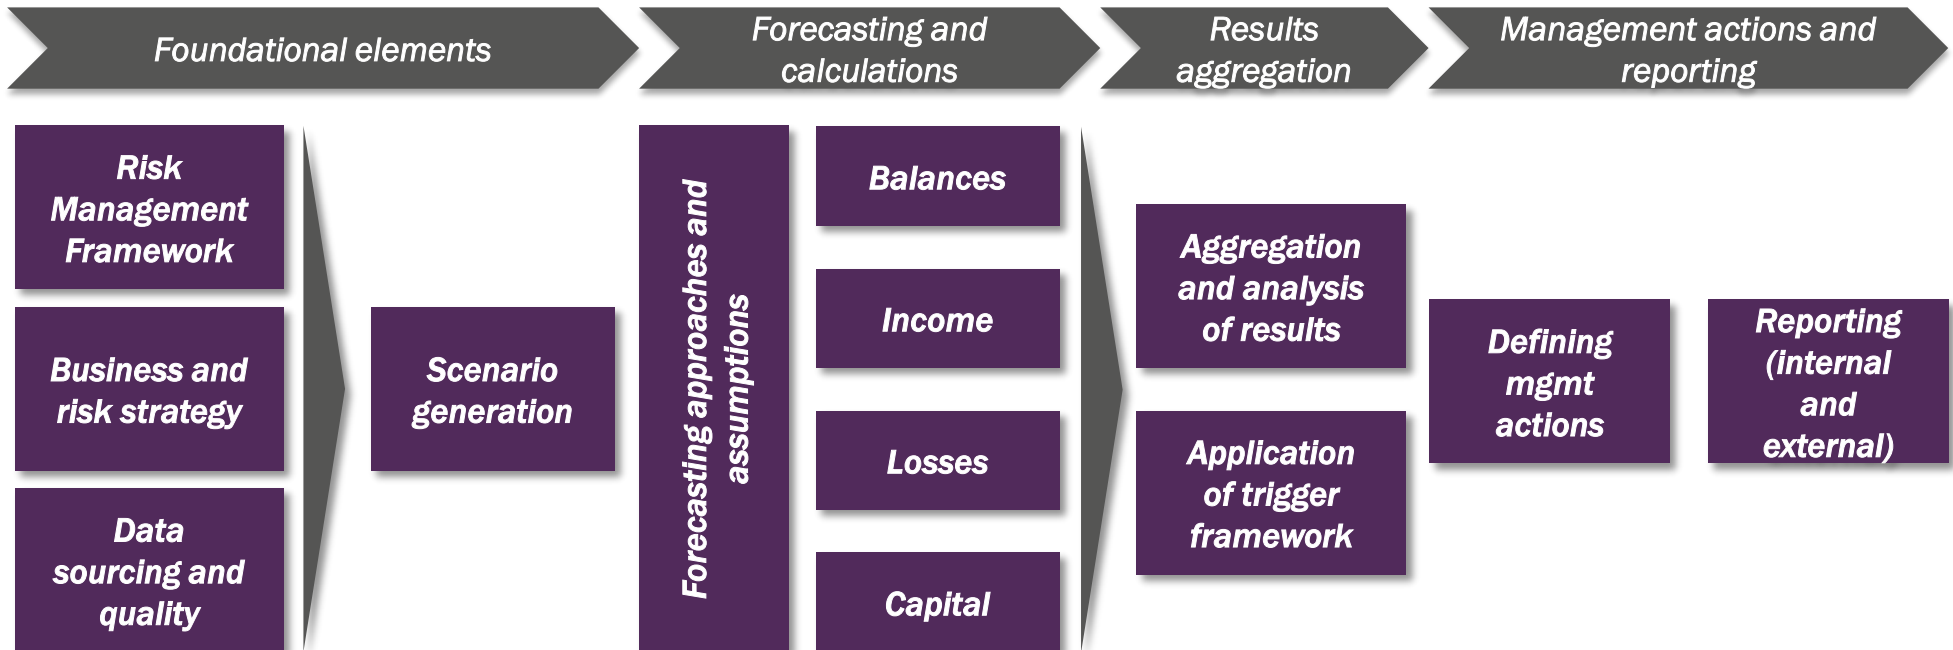 Foundational elements
Forecasting and
calculations
Results
aggregation
Management actions and
reporting
Risk
Management
Framework
Business and
risk strategy
Data
sourcing and
quality
Scenario
generation
Forecasting approaches and
assumptions
Balances
Income
Losses
Capital
Aggregation
and analysis
of results
Application
of trigger
framework
Defining
mgmt
actions
Reporting
(internal
and
external)